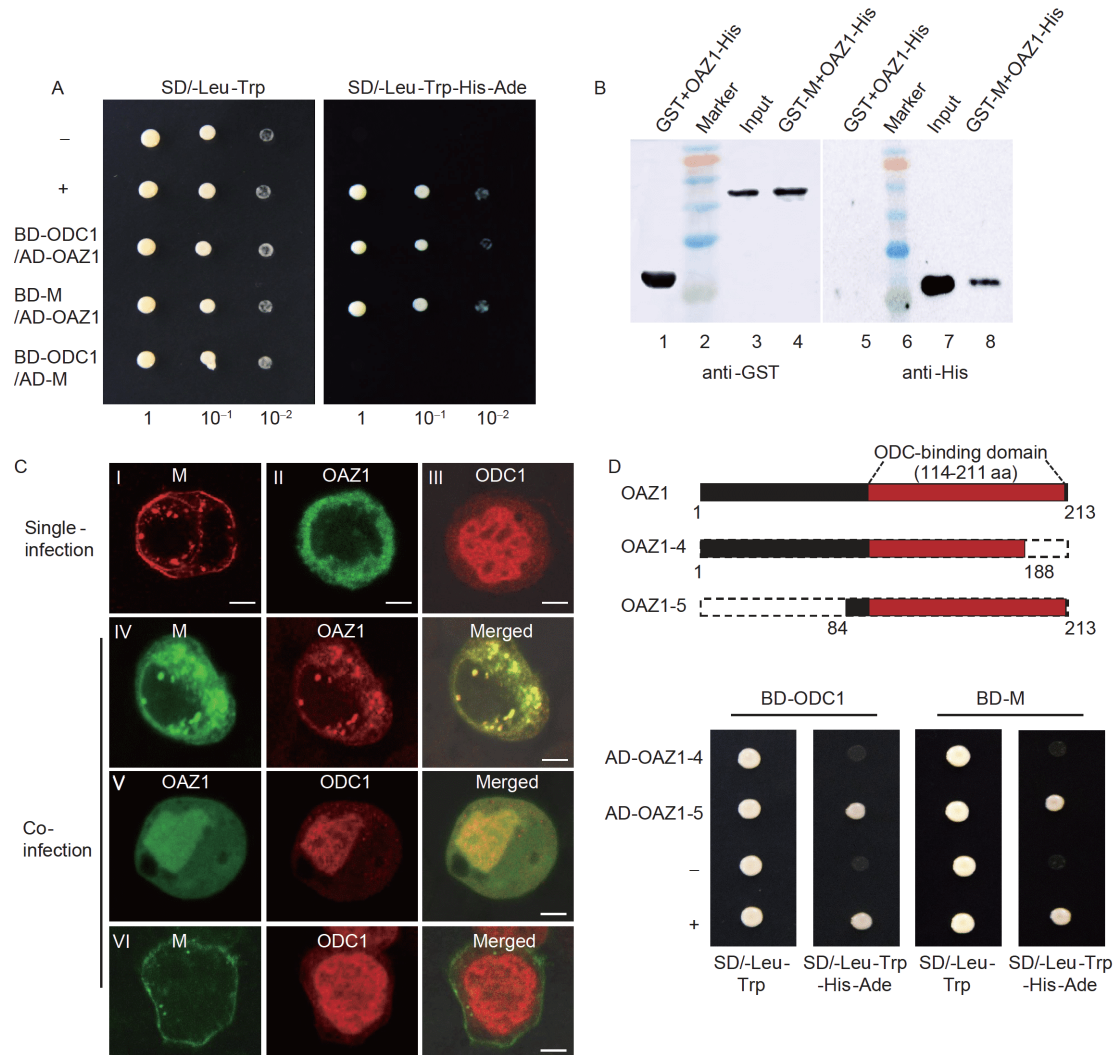 A
SD/-Leu-Trp
SD/-Leu-Trp-His-Ade
−
+
BD-ODC1
/AD-OAZ1
BD-M
/AD-OAZ1
BD-ODC1
/AD-M
1 10⁻¹ 10⁻²
1 10⁻¹ 10⁻²
B
GST+OAZ1-His
Marker
Input
GST-M+OAZ1-His
GST+OAZ1-His
Marker
Input
GST-M+OAZ1-His
1 2 3 4 5 6 7 8
anti-GST
anti-His
C
Single-
infection
I M
II OAZ1
III ODC1
Co-
infection
IV M OAZ1 Merged
V OAZ1 ODC1 Merged
VI M ODC1 Merged
D
ODC-binding domain
(114-211 aa)
OAZ1
1 213
OAZ1-4
1 188
OAZ1-5
84 213
BD-ODC1
BD-M
AD-OAZ1-4
AD-OAZ1-5
−
+
SD/-Leu-
Trp
SD/-Leu-Trp
-His-Ade
SD/-Leu-
Trp
SD/-Leu-Trp
-His-Ade